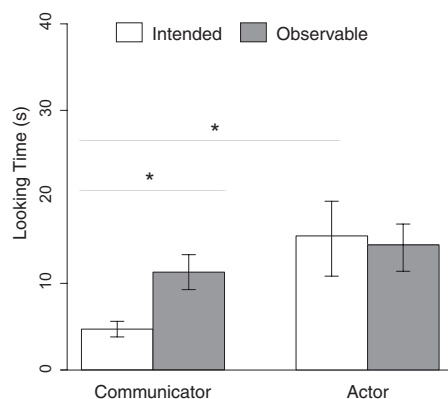 Intended Observable
Looking Time (s)
40
30
20
10
0
*
*
Communicator Actor